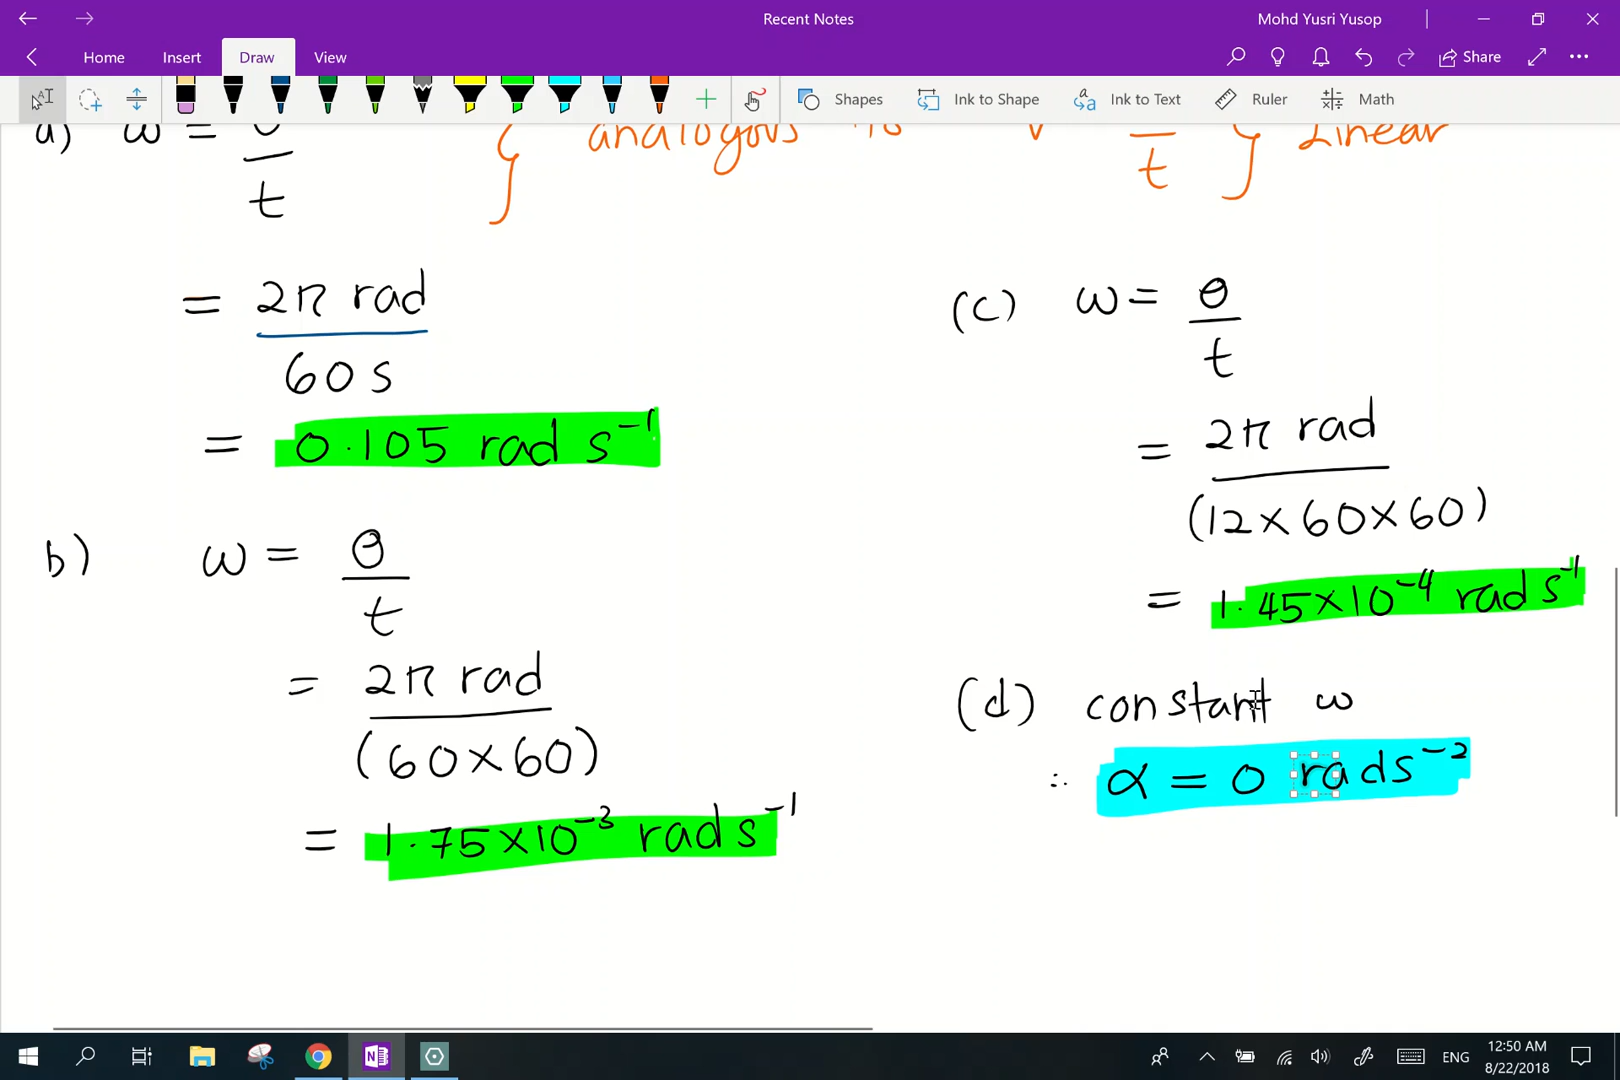 Recent Notes
Mohd Yusri Yusop
Home Insert Draw View
Share
Shapes
Ink to Shape
Ink to Text
Ruler
Math
a) ω = θ
t
analogous to v
t
Linear
= 2π rad
60 s
= 0.105 rad s⁻¹
b) ω = θ
t
= 2π rad
(60×60)
= 1.75×10⁻³ rad s⁻¹
(c) ω = θ
t
= 2π rad
(12×60×60)
= 1.45×10⁻⁴ rad s⁻¹
(d) constant ω
∴ α = 0 rad s⁻²
ENG
12:50 AM
8/22/2018